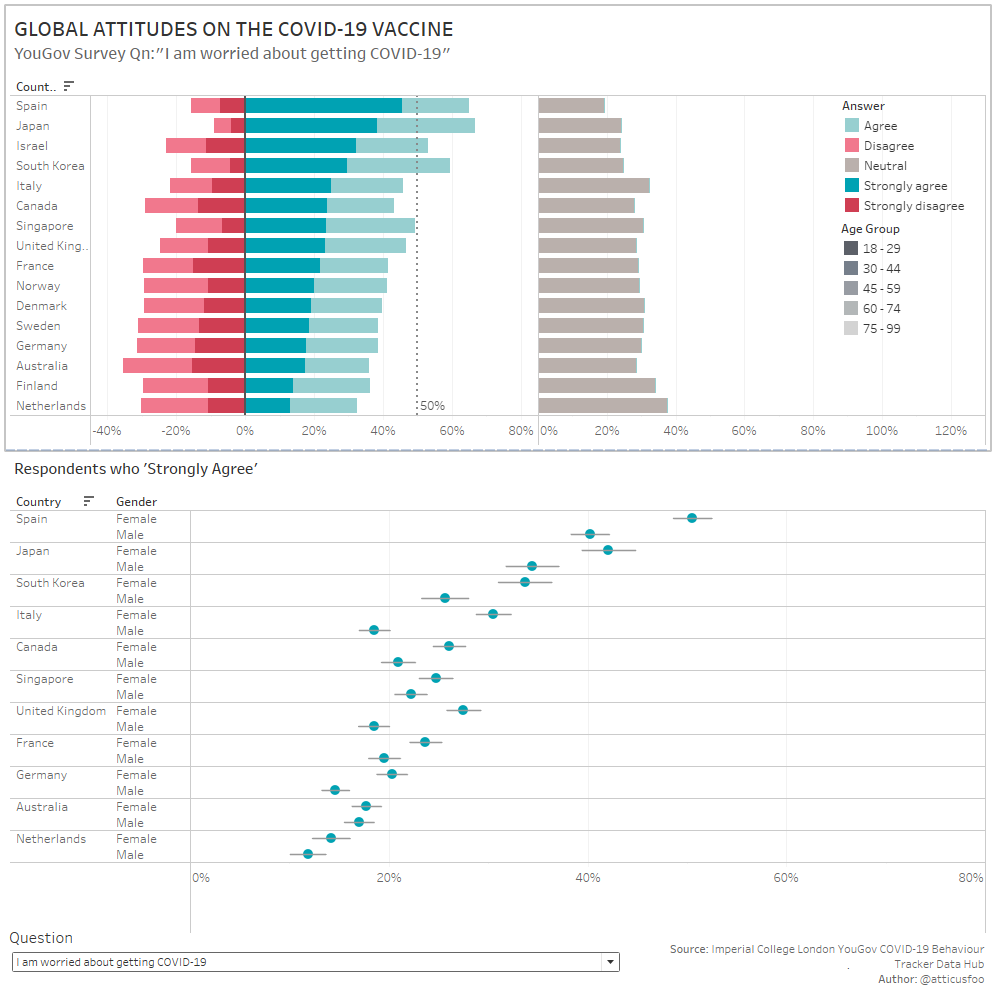 GLOBAL ATTITUDES ON THE COVID-19 VACCINE
YouGov Survey Qn:"I am worried about getting COVID-19"
Count..
Spain
Japan
Israel
South Korea
Italy
Canada
Singapore
United King..
France
Norway
Denmark
Sweden
Germany
Australia
Finland
Netherlands
50%
-40% -20% 0% 20% 40% 60% 80% 0% 20% 40% 60% 80% 100% 120%
Answer
Agree
Disagree
Neutral
Strongly agree
Strongly disagree
Age Group
18 - 29
30 - 44
45 - 59
60 - 74
75 - 99
Respondents who 'Strongly Agree'
Country Gender
Spain Female
Male
Japan Female
Male
South Korea Female
Male
Italy Female
Male
Canada Female
Male
Singapore Female
Male
United Kingdom Female
Male
France Female
Male
Germany Female
Male
Australia Female
Male
Netherlands Female
Male
0% 20% 40% 60% 80%
Question
I am worried about getting COVID-19
Source: Imperial College London YouGov COVID-19 Behaviour
Tracker Data Hub
Author: @atticusfoo